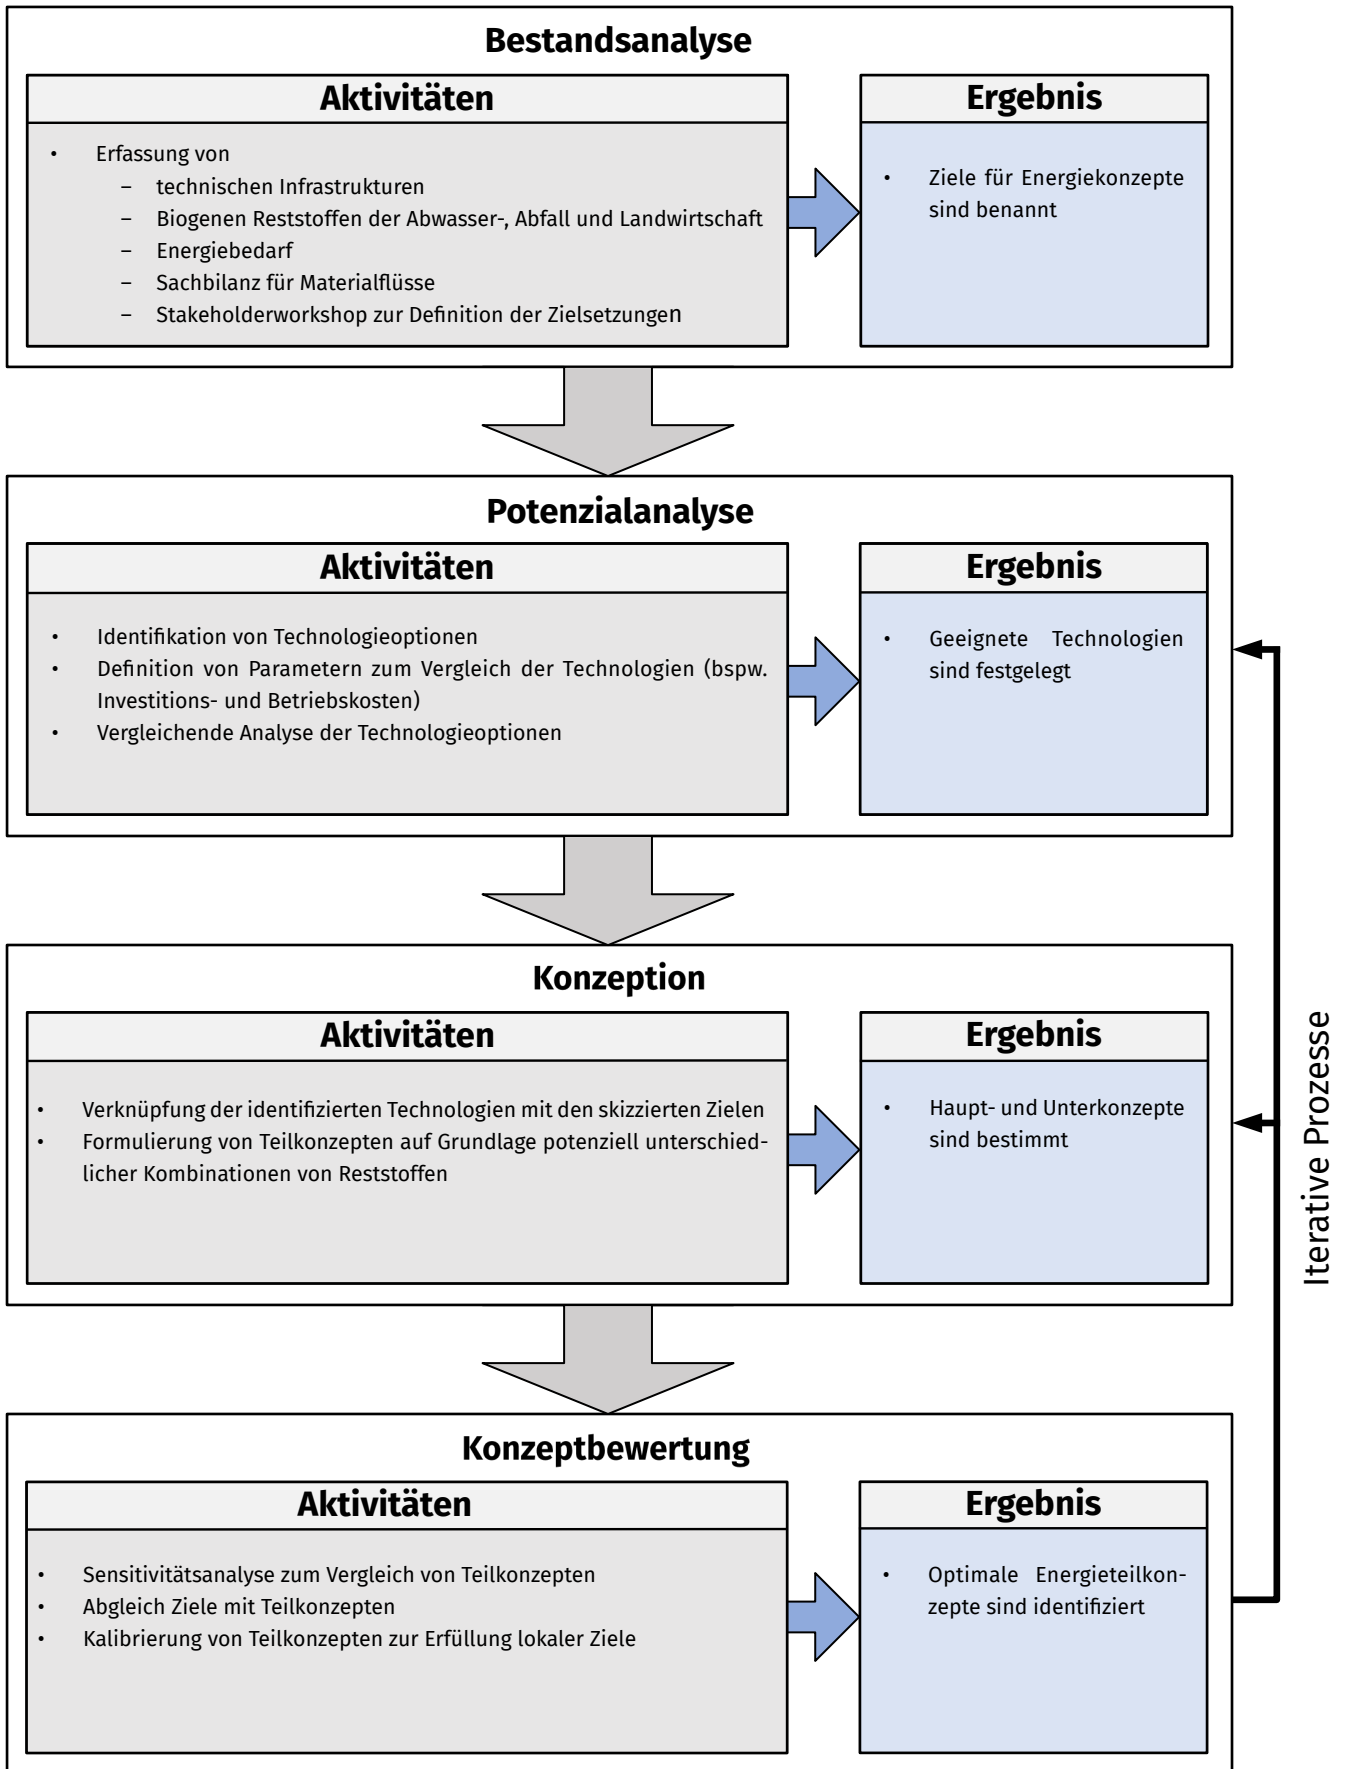 Bestandsanalyse
Aktivitäten
• Erfassung von
– technischen Infrastrukturen
– Biogenen Reststoffen der Abwasser-, Abfall und Landwirtschaft
– Energiebedarf
– Sachbilanz für Materialflüsse
– Stakeholderworkshop zur Definition der Zielsetzungen
Ergebnis
• Ziele für Energiekonzepte
sind benannt
Potenzialanalyse
Aktivitäten
• Identifikation von Technologieoptionen
• Definition von Parametern zum Vergleich der Technologien (bspw.
Investitions- und Betriebskosten)
• Vergleichende Analyse der Technologieoptionen
Ergebnis
• Geeignete Technologien
sind festgelegt
Konzeption
Aktivitäten
• Verknüpfung der identifizierten Technologien mit den skizzierten Zielen
• Formulierung von Teilkonzepten auf Grundlage potenziell unterschied-
licher Kombinationen von Reststoffen
Ergebnis
• Haupt- und Unterkonzepte
sind bestimmt
Konzeptbewertung
Aktivitäten
• Sensitivitätsanalyse zum Vergleich von Teilkonzepten
• Abgleich Ziele mit Teilkonzepten
• Kalibrierung von Teilkonzepten zur Erfüllung lokaler Ziele
Ergebnis
• Optimale Energieteilkon-
zepte sind identifiziert
Iterative Prozesse